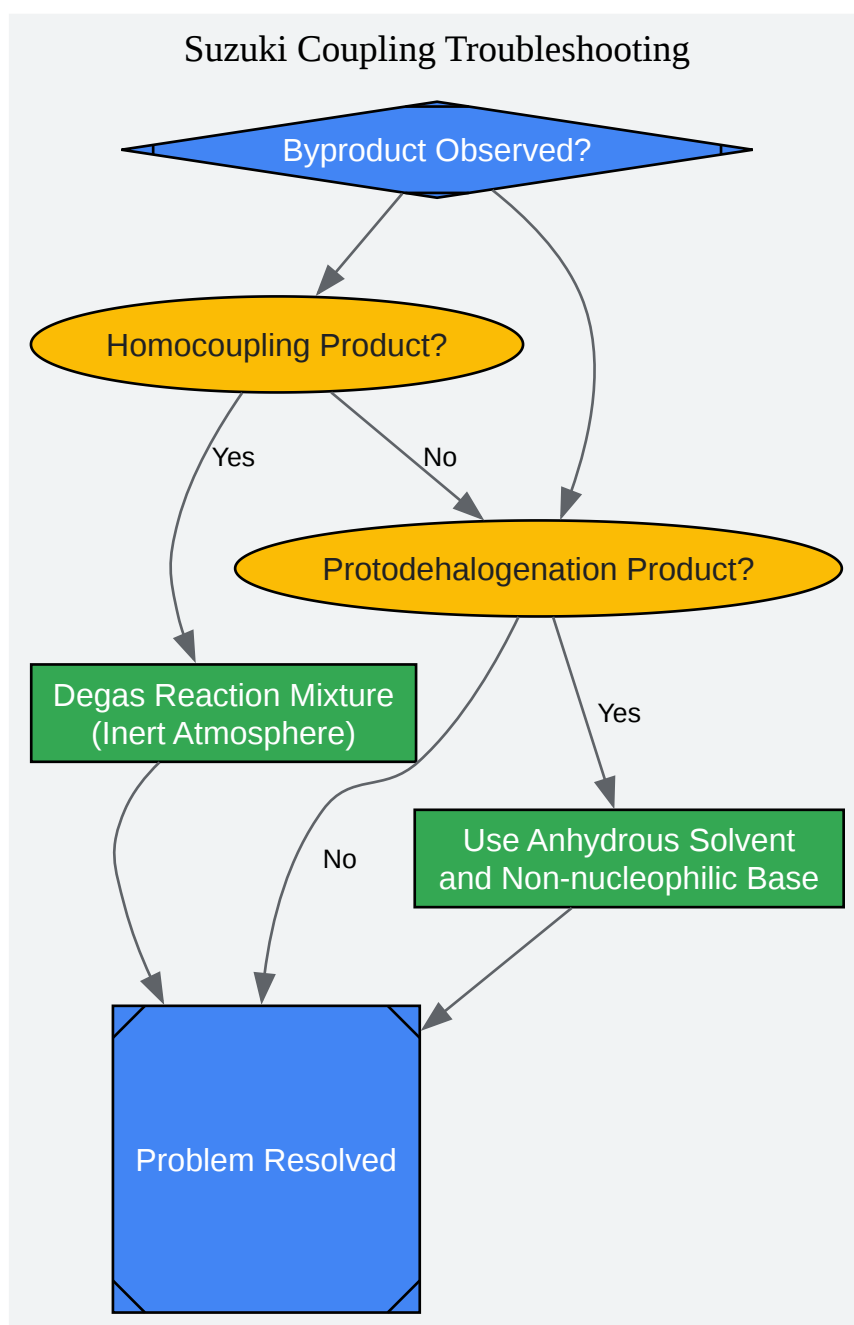 Suzuki Coupling Troubleshooting
Byproduct Observed?
Homocoupling Product?
Yes
No
Protodehalogenation Product?
Degas Reaction Mixture
(Inert Atmosphere)
Yes
Use Anhydrous Solvent
and Non-nucleophilic Base
No
Problem Resolved